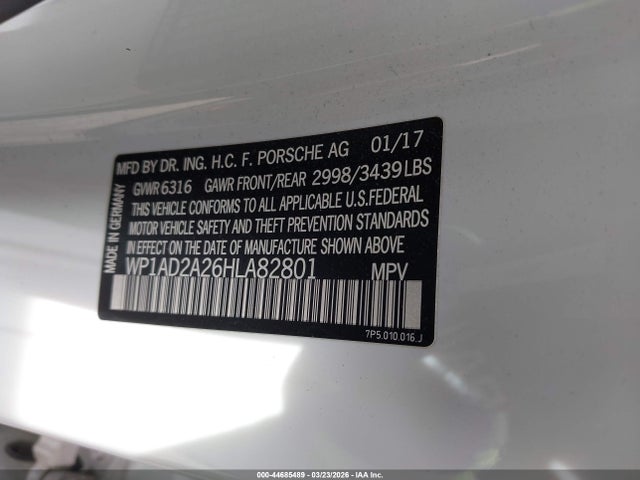 MFD BY DR. ING. H.C. F. PORSCHE AG 01/17
GVWR 6316 GAWR FRONT/REAR 2998/3439 LBS
THIS VEHICLE CONFORMS TO ALL APPLICABLE U.S.FEDERAL
MOTOR VEHICLE SAFETY AND THEFT PREVENTION STANDARDS
IN EFFECT ON DATE OF MANUFACTURE SHOWN ABOVE
WP1AD2A26HLA82801 MPV
MADE IN GERMANY
7P5.010.016.J
000-44685489 - 03/23/2026 - IAA Inc.